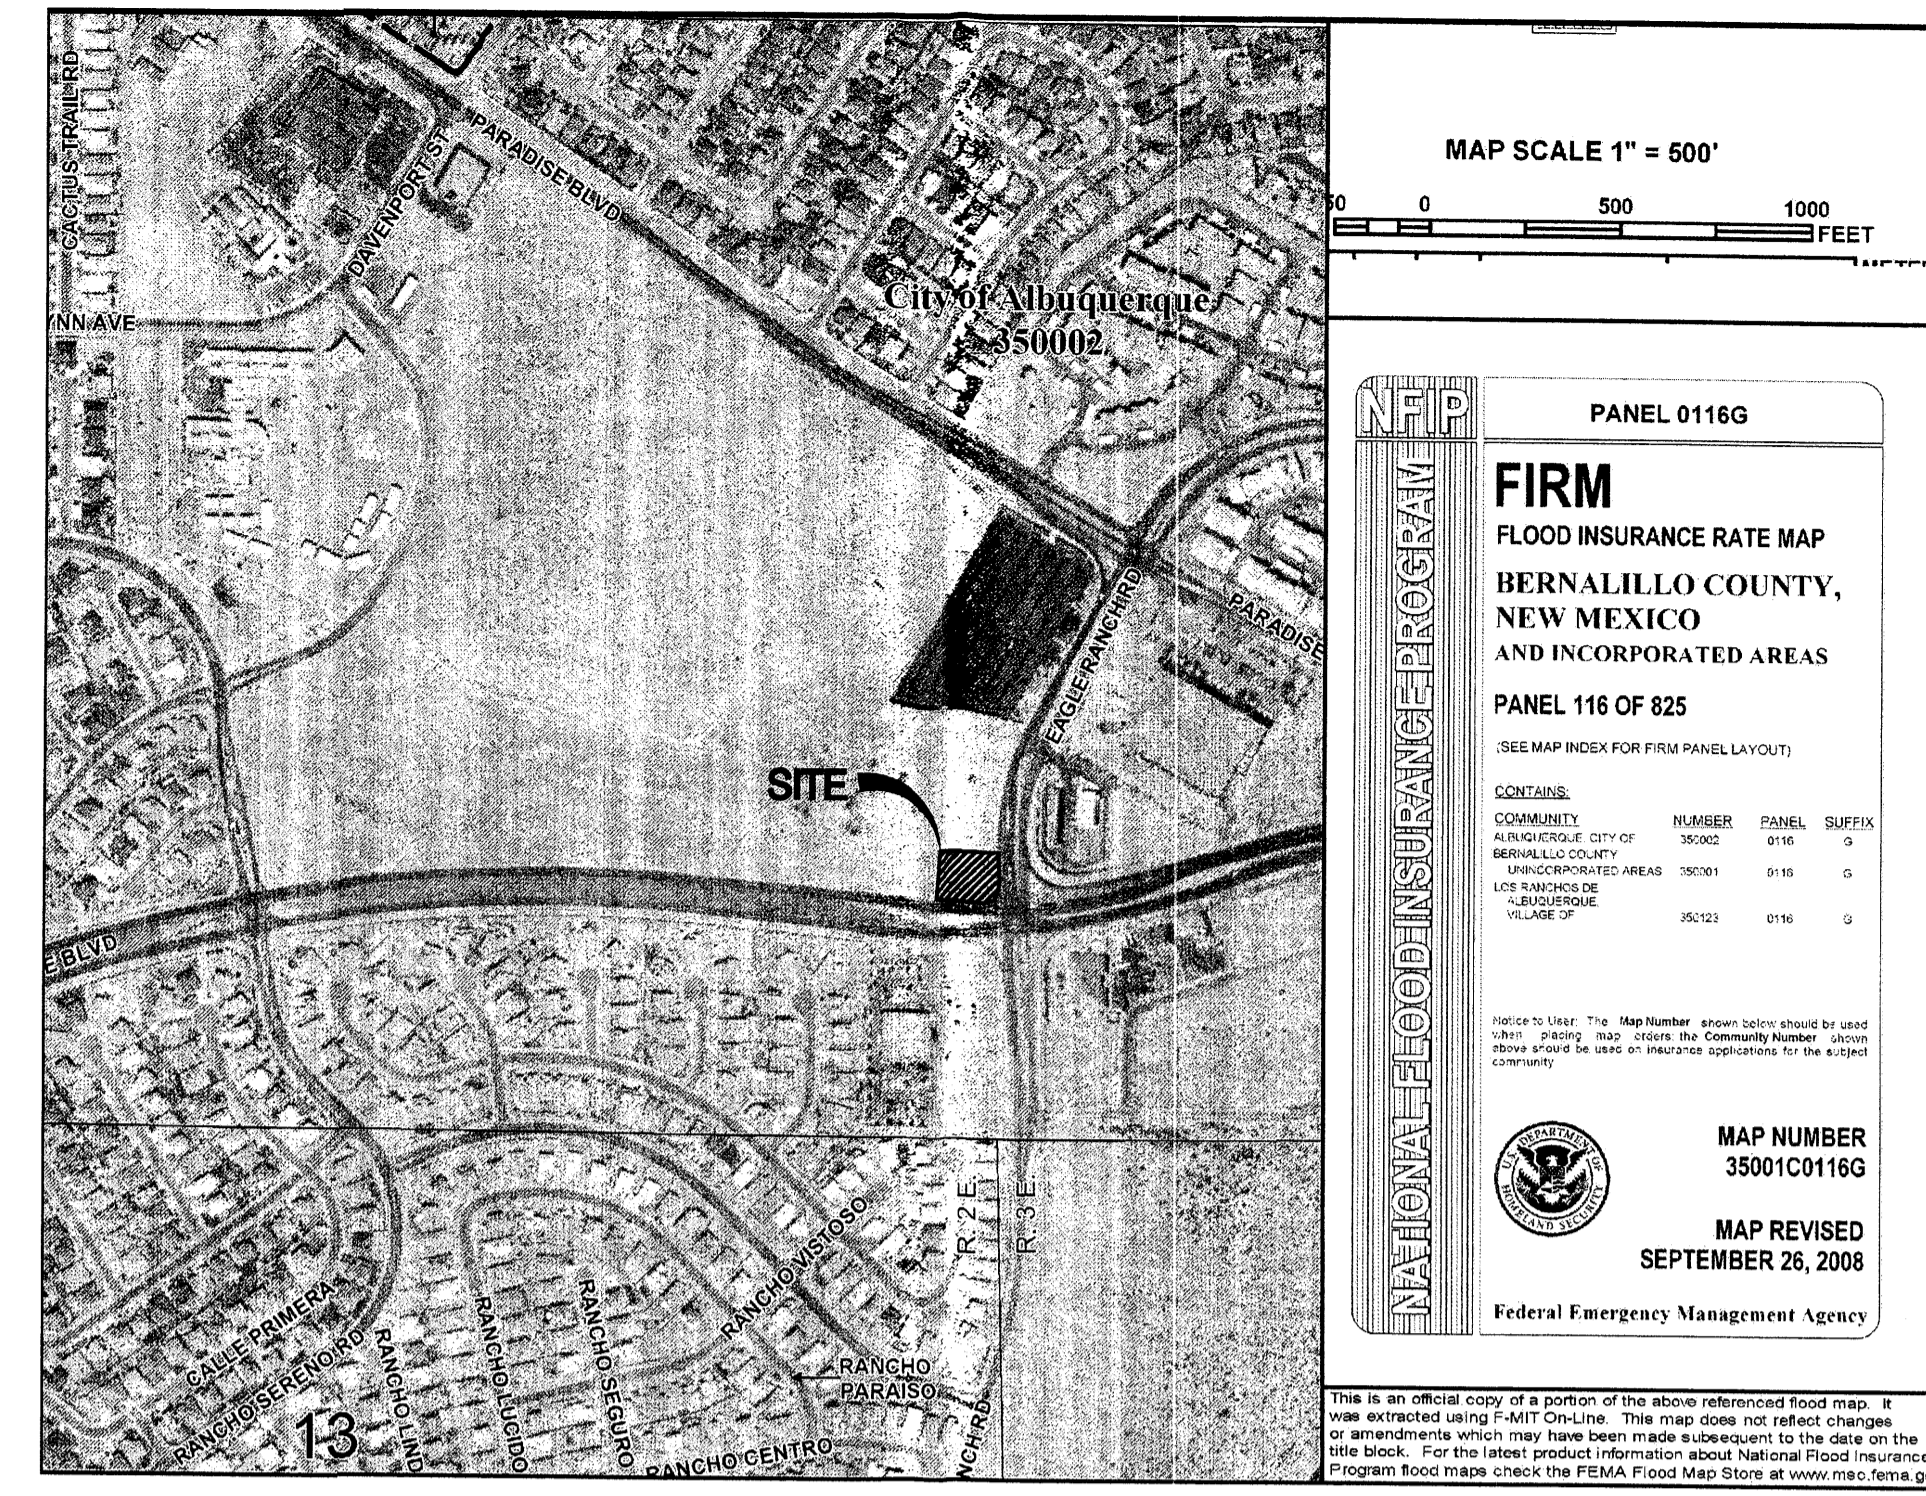 CACTUS TRAIL RD
DAVENPORT ST
PARADISE BLVD
YNN AVE
City of Albuquerque
350002
EAGLE RANCH RD
PARADISE
SITE
E BLVD
R. 2 E.
R. 3 E.
RANCHO VISTOSO
CALLE PRIMERA
RANCHO SERENO RD
RANCHO LIND
RANCHO LUCIDO
RANCHO SEGURO
RANCHO
PARAISO
RANCHO CENTRO
NCH RD
13
MAP SCALE 1" = 500'
50 0 500 1000
FEET
NFIP
NATIONAL FLOOD INSURANCE PROGRAM
PANEL 0116G
FIRM
FLOOD INSURANCE RATE MAP
BERNALILLO COUNTY,
NEW MEXICO
AND INCORPORATED AREAS
PANEL 116 OF 825
(SEE MAP INDEX FOR FIRM PANEL LAYOUT)
CONTAINS:
COMMUNITY NUMBER PANEL SUFFIX
ALBUQUERQUE, CITY OF 350002 0116 G
BERNALILLO COUNTY
UNINCORPORATED AREAS 350001 0116 G
LOS RANCHOS DE
ALBUQUERQUE,
VILLAGE OF 350123 0116 G
Notice to User: The Map Number shown below should be used
when placing map orders: the Community Number shown
above should be used on insurance applications for the subject
community
U.S. DEPARTMENT OF HOMELAND SECURITY
MAP NUMBER
35001C0116G
MAP REVISED
SEPTEMBER 26, 2008
Federal Emergency Management Agency
This is an official copy of a portion of the above referenced flood map. It
was extracted using F-MIT On-Line. This map does not reflect changes
or amendments which may have been made subsequent to the date on the
title block. For the latest product information about National Flood Insurance
Program flood maps check the FEMA Flood Map Store at www.msc.fema.g